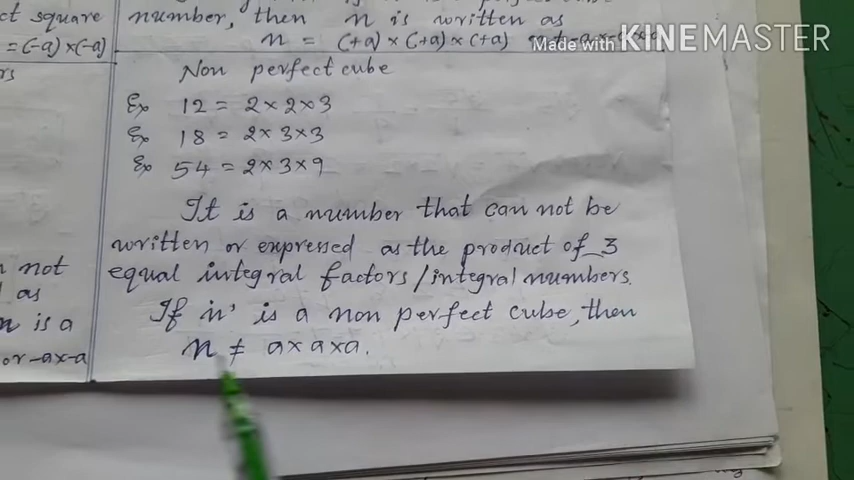 ct square
= (-a) × (-a)
rs
number, then n is written as
n = (+a) × (+a) × (+a)
Made with KINEMASTER
Non perfect cube
Ex 12 = 2 × 2 × 3
Ex 18 = 2 × 3 × 3
Ex 54 = 2 × 3 × 9
It is a number that can not be
written or expressed as the product of 3
equal integral factors/integral numbers.
If 'n' is a non perfect cube, then
n ≠ a × a × a.
not
as
n is a
or -a×-a